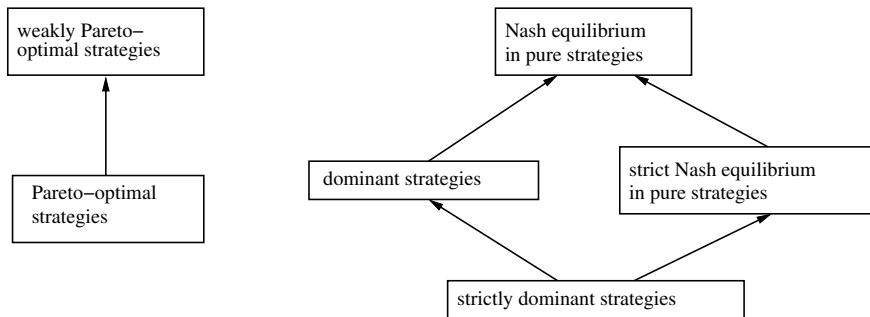 weakly Pareto−
optimal strategies
Pareto−optimal
strategies
Nash equilibrium
in pure strategies
dominant strategies
strict Nash equilibrium
in pure strategies
strictly dominant strategies